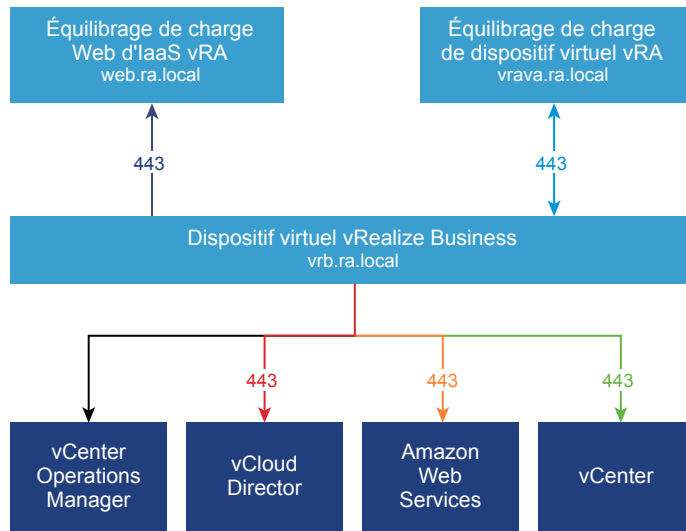 Équilibrage de charge
Web d'IaaS vRA
web.ra.local
Équilibrage de charge
de dispositif virtuel vRA
vrava.ra.local
443
443
Dispositif virtuel vRealize Business
vrb.ra.local
443
443
443
vCenter
Operations
Manager
vCloud
Director
Amazon
Web
Services
vCenter